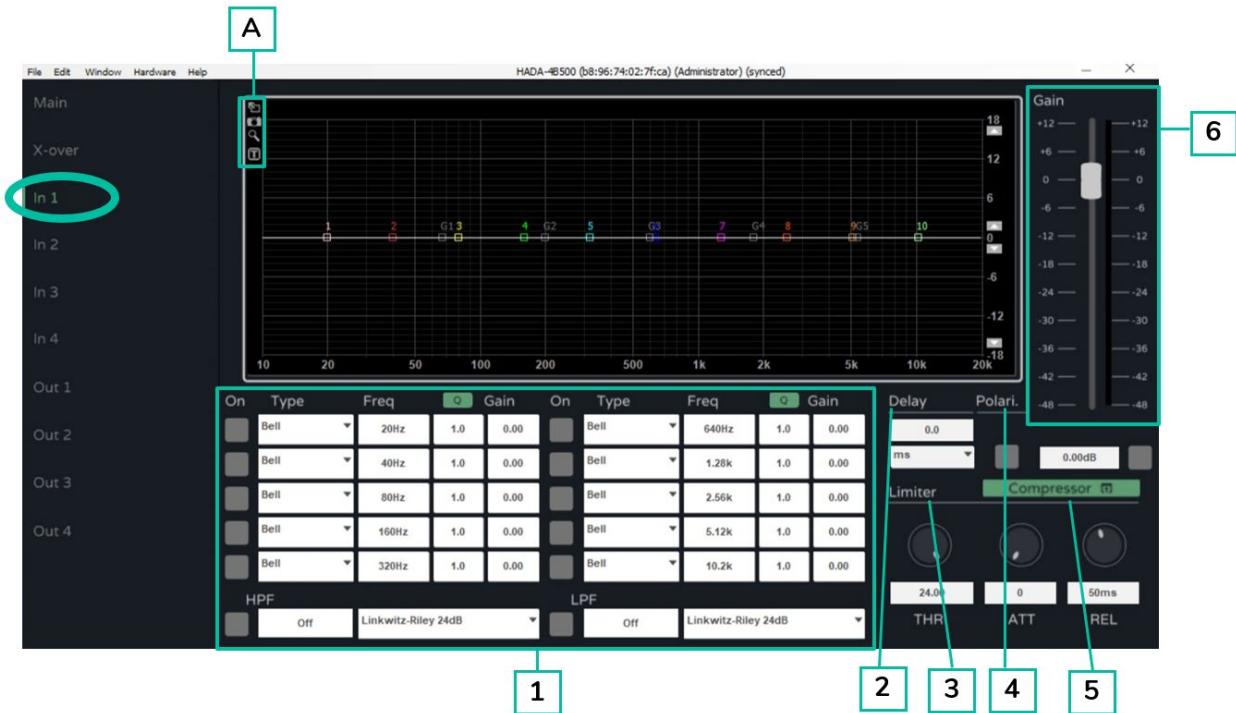 A
File Edit Window Hardware Help HADA-4B500 (b8:96:74:02:7f:ca) (Administrator) (synced)
Main
X-over
In 1
In 2
In 3
In 4
Out 1
Out 2
Out 3
Out 4
18
12
6
0
-6
-12
-18
1 2 G1 3 4 G2 5 G3 7 G4 8 9 G5 10
10 20 50 100 200 500 1k 2k 5k 10k 20k
Gain
+12 +12
+6 +6
0 0
-6 -6
-12 -12
-18 -18
-24 -24
-30 -30
-36 -36
-42 -42
-48 -48
6
On Type Freq Q Gain On Type Freq Q Gain
Bell 20Hz 1.0 0.00 Bell 640Hz 1.0 0.00
Bell 40Hz 1.0 0.00 Bell 1.28k 1.0 0.00
Bell 80Hz 1.0 0.00 Bell 2.56k 1.0 0.00
Bell 160Hz 1.0 0.00 Bell 5.12k 1.0 0.00
Bell 320Hz 1.0 0.00 Bell 10.2k 1.0 0.00
HPF LPF
Off Linkwitz-Riley 24dB Off Linkwitz-Riley 24dB
Delay Polari.
0.0
ms 0.00dB
Limiter Compressor
24.00 0 50ms
THR ATT REL
1 2 3 4 5